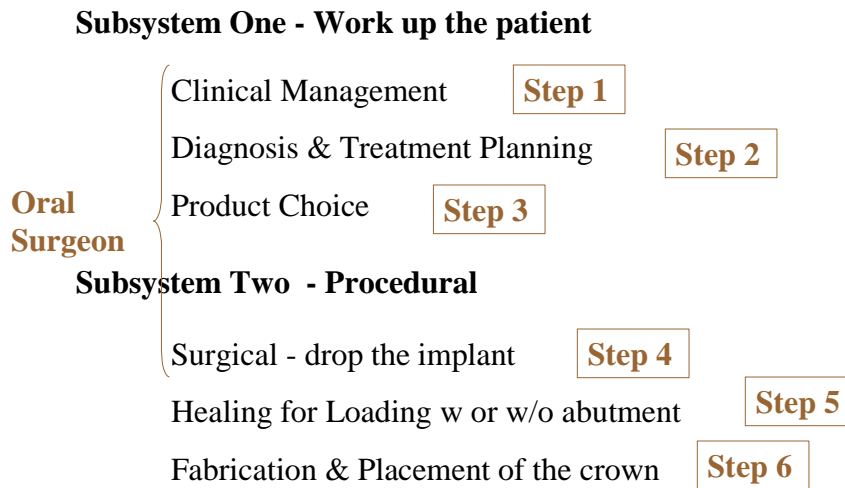 Subsystem One - Work up the patient
Clinical Management Step 1
Diagnosis & Treatment Planning Step 2
Oral
Surgeon
Product Choice Step 3
Subsystem Two - Procedural
Surgical - drop the implant Step 4
Healing for Loading w or w/o abutment Step 5
Fabrication & Placement of the crown Step 6